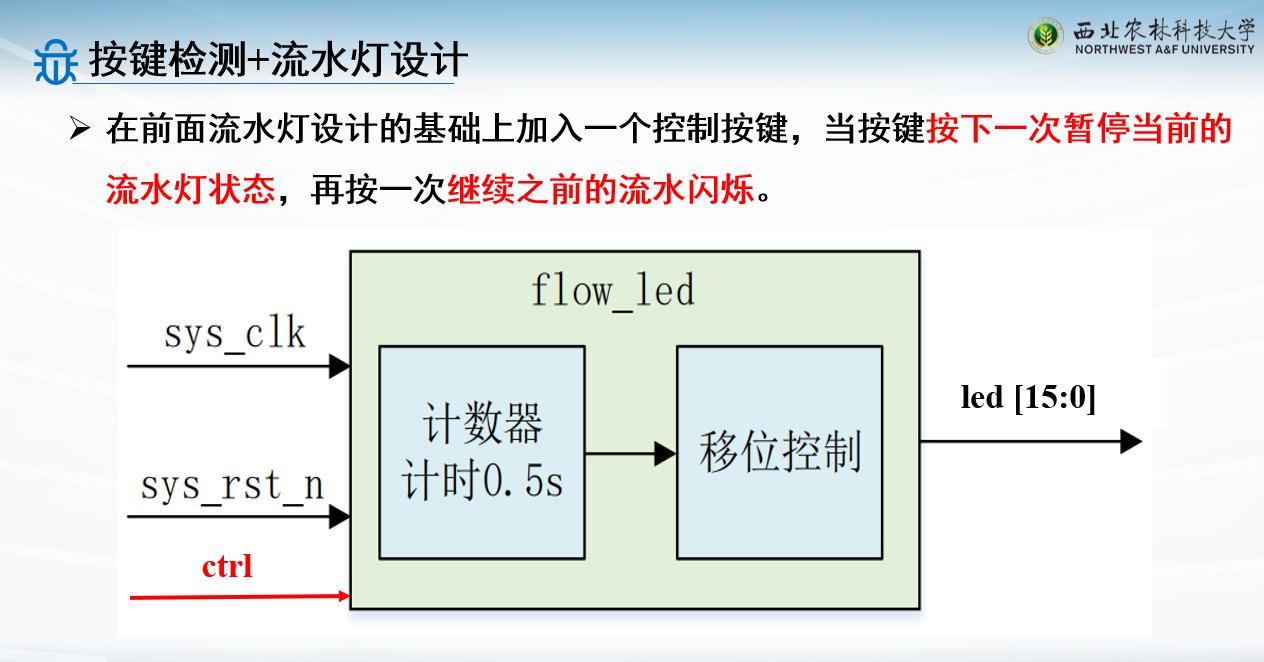 按键检测+流水灯设计
西北农林科技大学
NORTHWEST A&F UNIVERSITY
➢ 在前面流水灯设计的基础上加入一个控制按键，当按键按下一次暂停当前的
流水灯状态，再按一次继续之前的流水闪烁。
flow_led
sys_clk
sys_rst_n
ctrl
计数器
计时0.5s
移位控制
led [15:0]